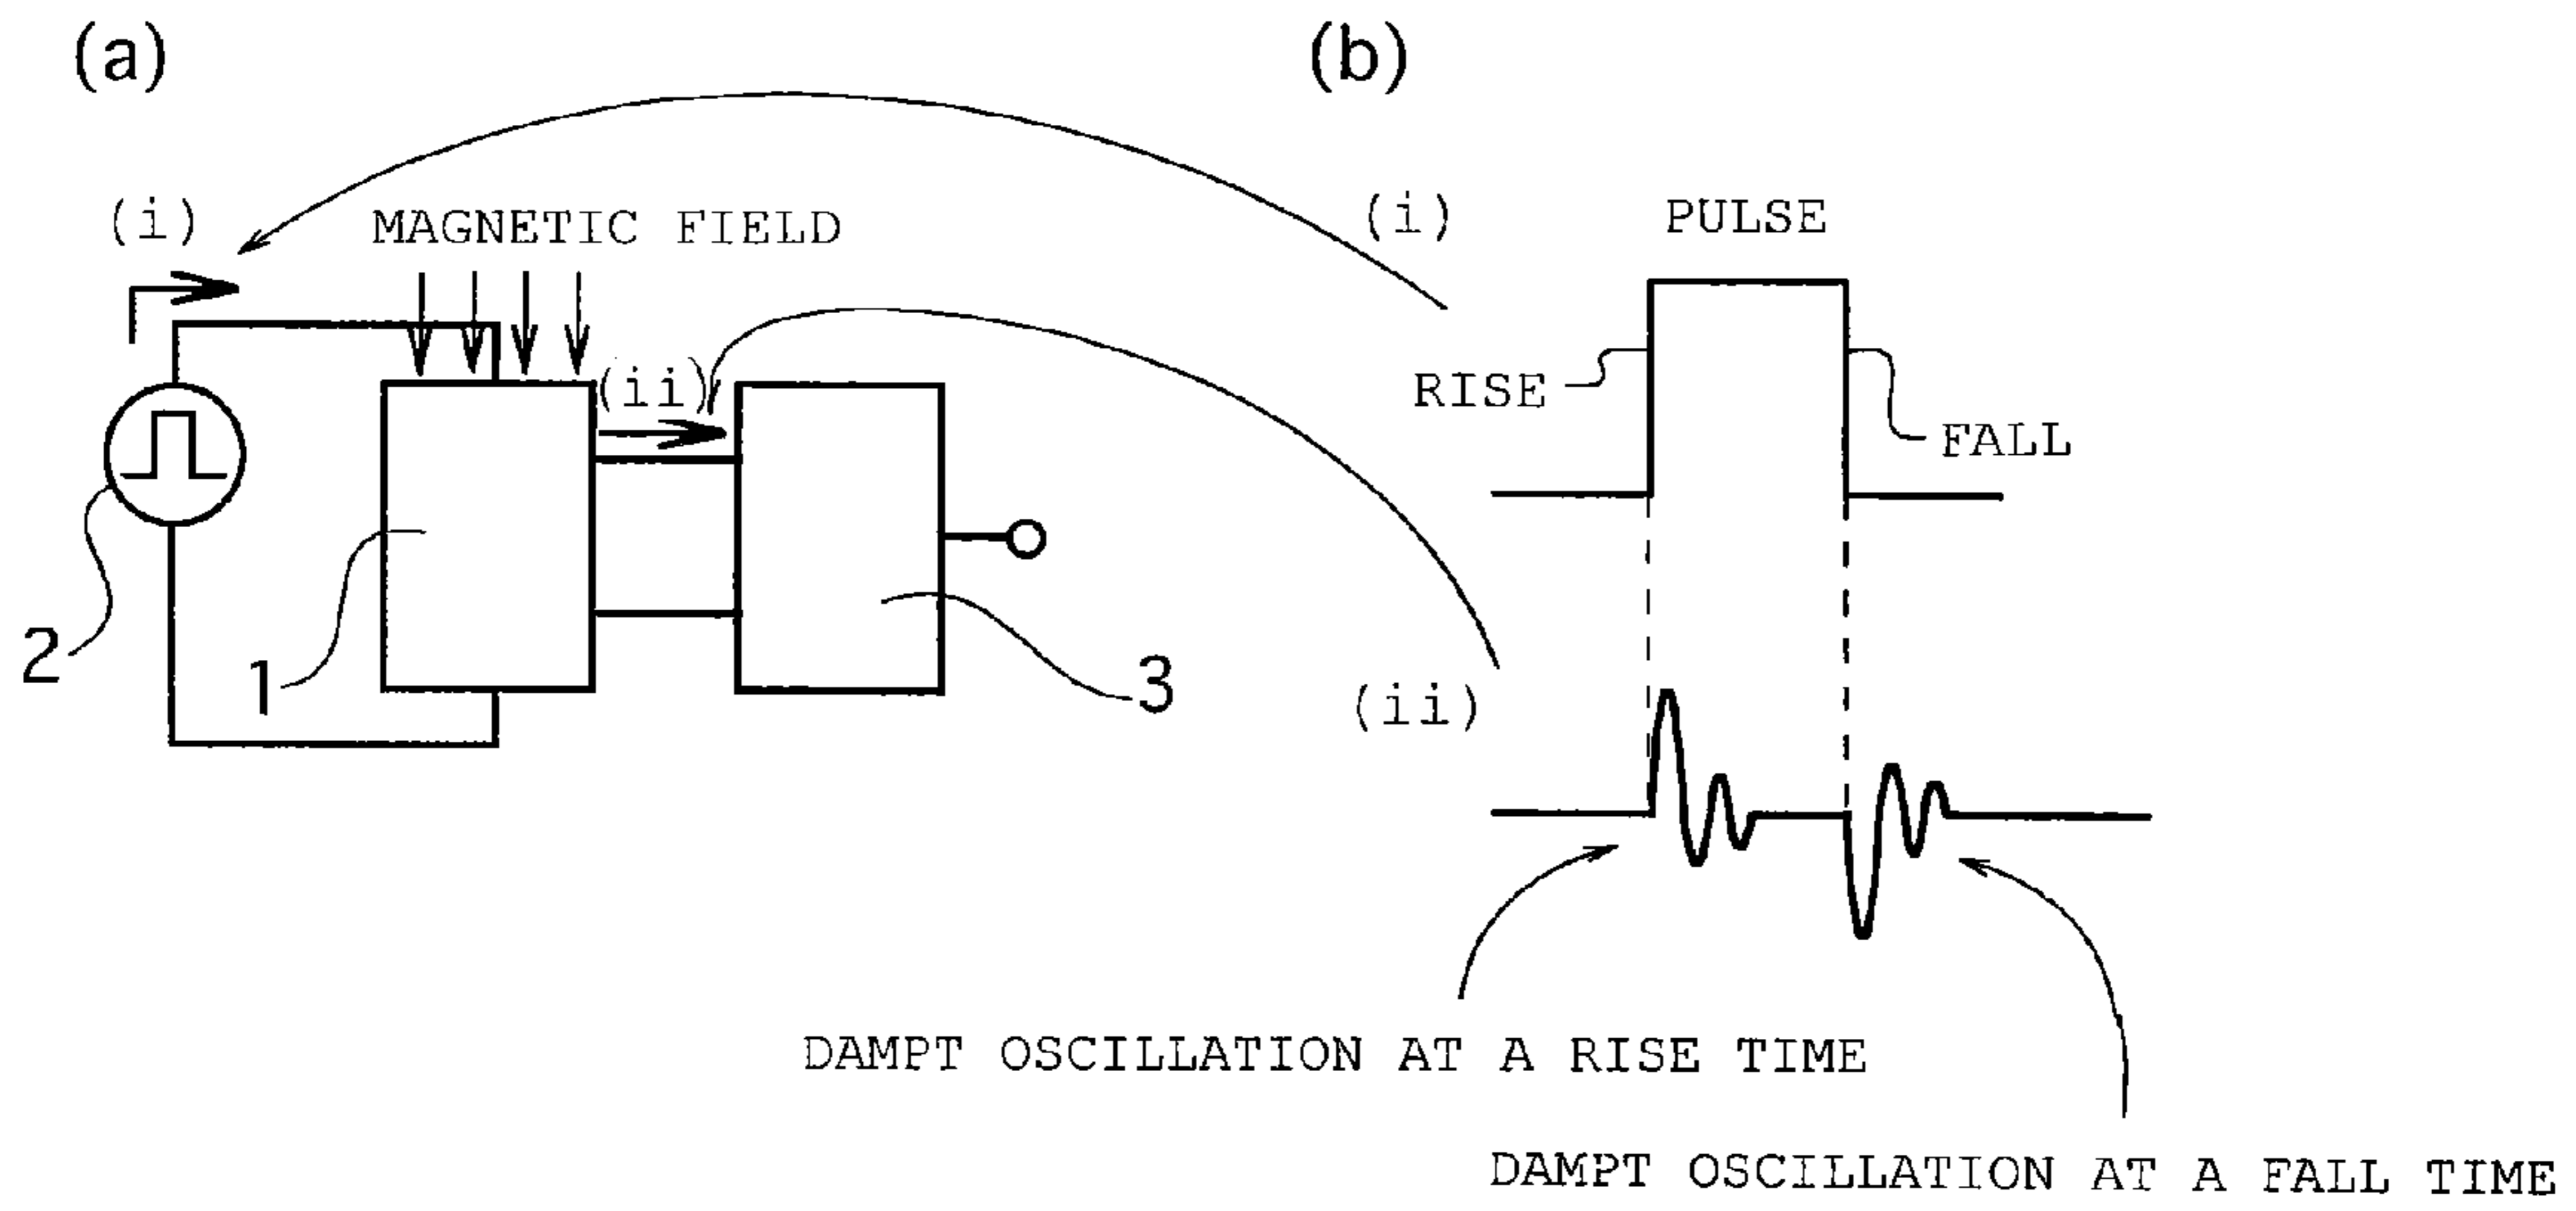 (a)
(b)
(i)
MAGNETIC FIELD
(i)
PULSE
(ii)
RISE
FALL
2
1
3
(ii)
DAMPT OSCILLATION AT A RISE TIME
DAMPT OSCILLATION AT A FALL TIME